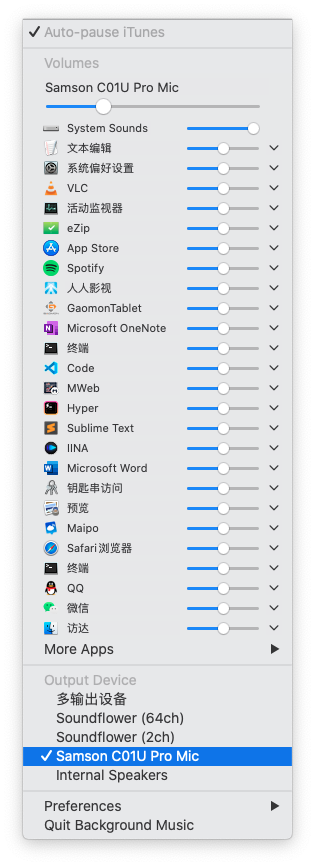 Auto-pause iTunes
Volumes
Samson C01U Pro Mic
System Sounds
文本编辑
系统偏好设置
VLC
活动监视器
eZip
App Store
Spotify
人人影视
GaomonTablet
Microsoft OneNote
终端
Code
MWeb
Hyper
Sublime Text
IINA
Microsoft Word
钥匙串访问
预览
Maipo
Safari浏览器
终端
QQ
微信
访达
More Apps
Output Device
多输出设备
Soundflower (64ch)
Soundflower (2ch)
Samson C01U Pro Mic
Internal Speakers
Preferences
Quit Background Music